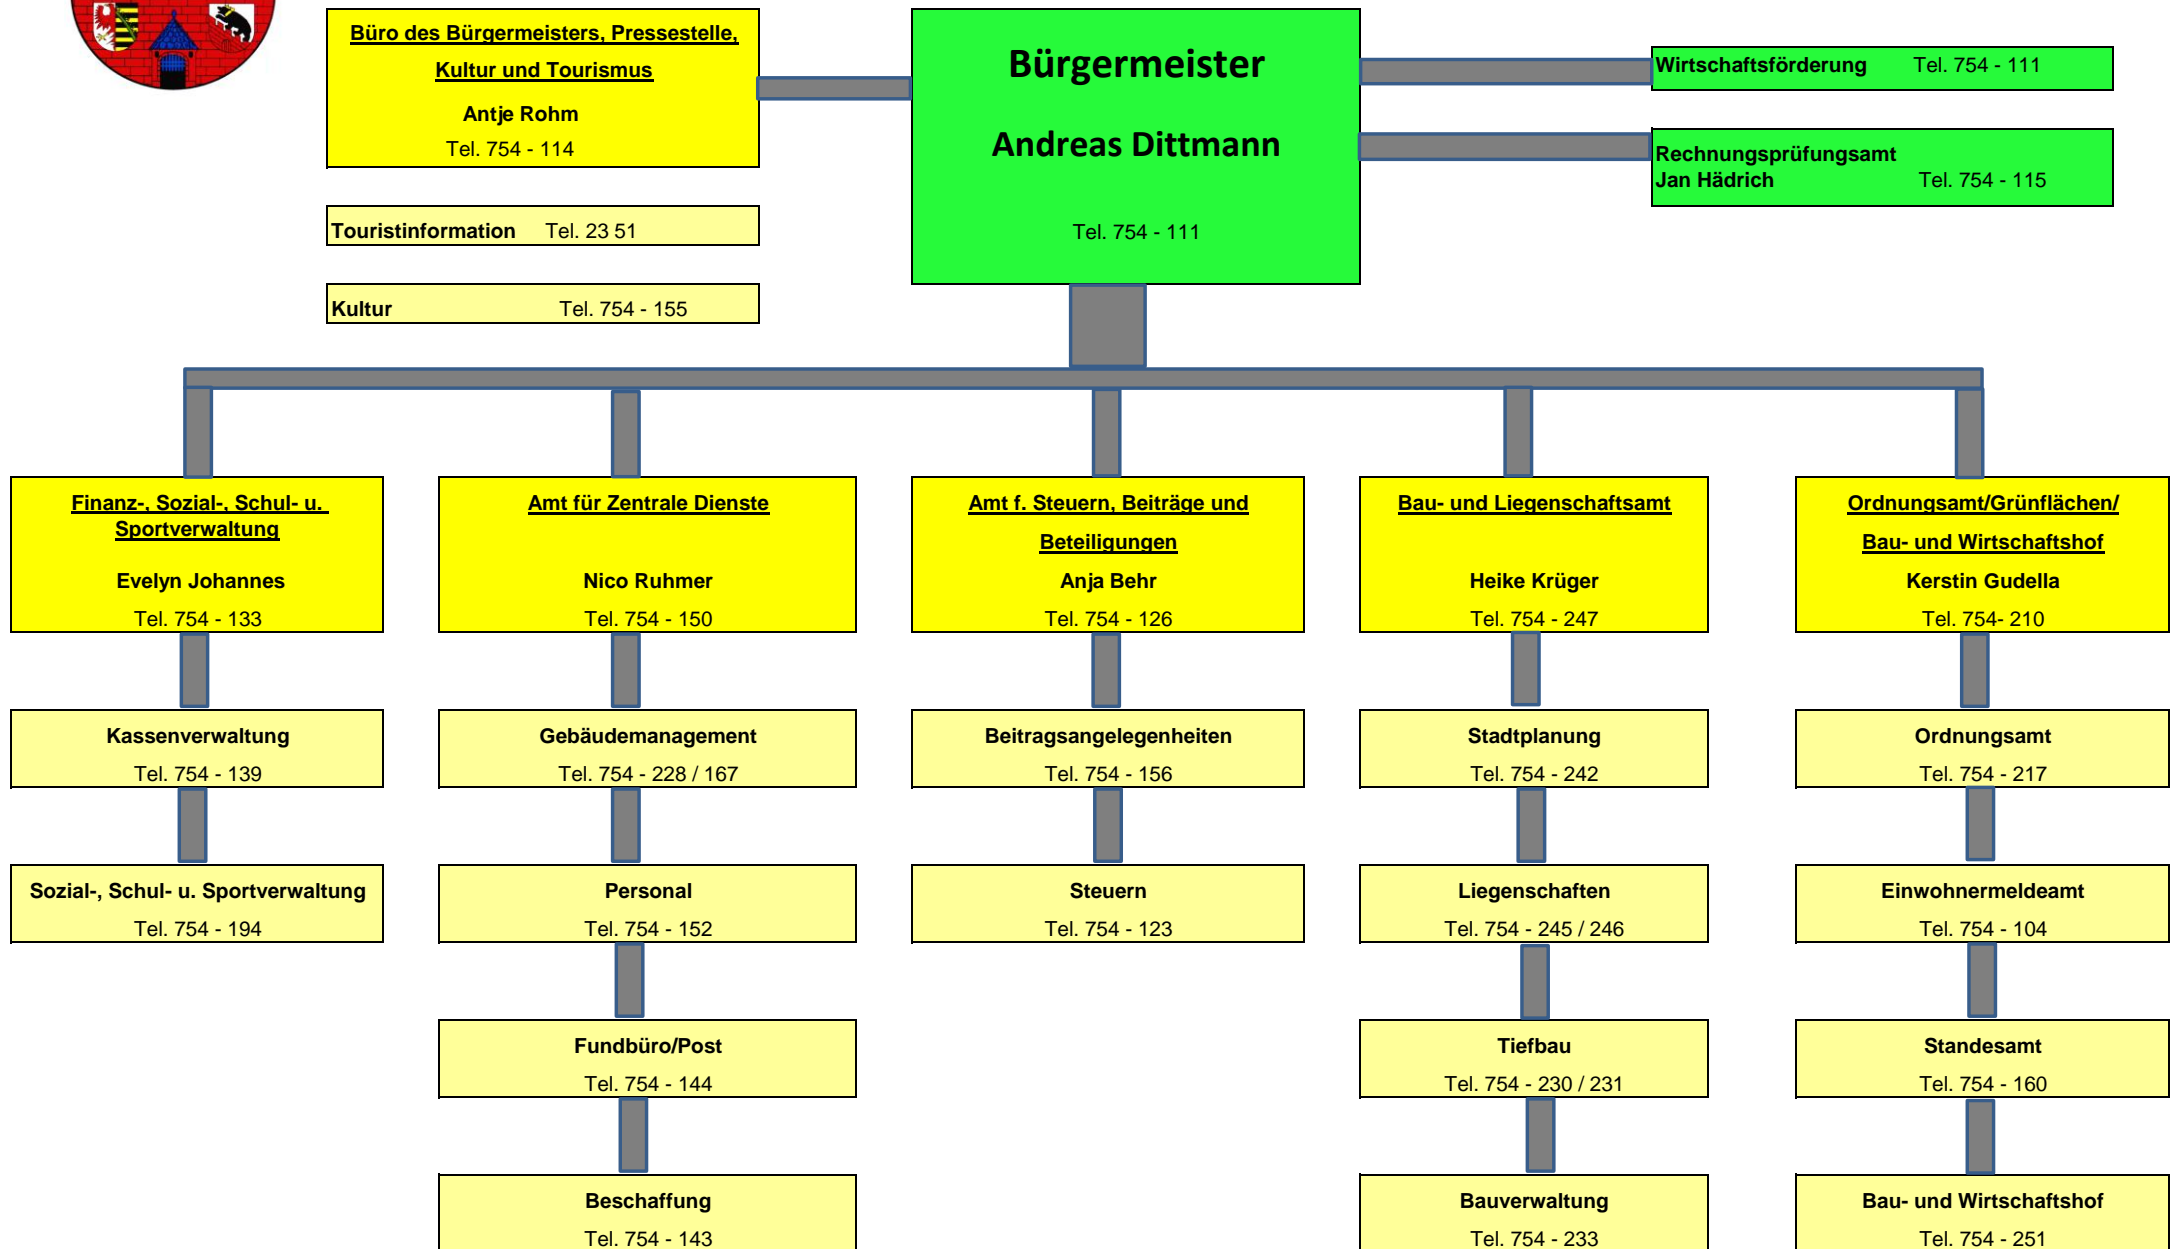 Büro des Bürgermeisters, Pressestelle,
Kultur und Tourismus
Antje Rohm
Tel. 754 - 114
Touristinformation Tel. 23 51
Kultur Tel. 754 - 155
Bürgermeister
Andreas Dittmann
Tel. 754 - 111
Wirtschaftsförderung Tel. 754 - 111
Rechnungsprüfungsamt
Jan Hädrich Tel. 754 - 115
Finanz-, Sozial-, Schul- u.
Sportverwaltung
Evelyn Johannes
Tel. 754 - 133
Kassenverwaltung
Tel. 754 - 139
Sozial-, Schul- u. Sportverwaltung
Tel. 754 - 194
Amt für Zentrale Dienste
Nico Ruhmer
Tel. 754 - 150
Gebäudemanagement
Tel. 754 - 228 / 167
Personal
Tel. 754 - 152
Fundbüro/Post
Tel. 754 - 144
Beschaffung
Tel. 754 - 143
Amt f. Steuern, Beiträge und
Beteiligungen
Anja Behr
Tel. 754 - 126
Beitragsangelegenheiten
Tel. 754 - 156
Steuern
Tel. 754 - 123
Bau- und Liegenschaftsamt
Heike Krüger
Tel. 754 - 247
Stadtplanung
Tel. 754 - 242
Liegenschaften
Tel. 754 - 245 / 246
Tiefbau
Tel. 754 - 230 / 231
Bauverwaltung
Tel. 754 - 233
Ordnungsamt/Grünflächen/
Bau- und Wirtschaftshof
Kerstin Gudella
Tel. 754- 210
Ordnungsamt
Tel. 754 - 217
Einwohnermeldeamt
Tel. 754 - 104
Standesamt
Tel. 754 - 160
Bau- und Wirtschaftshof
Tel. 754 - 251